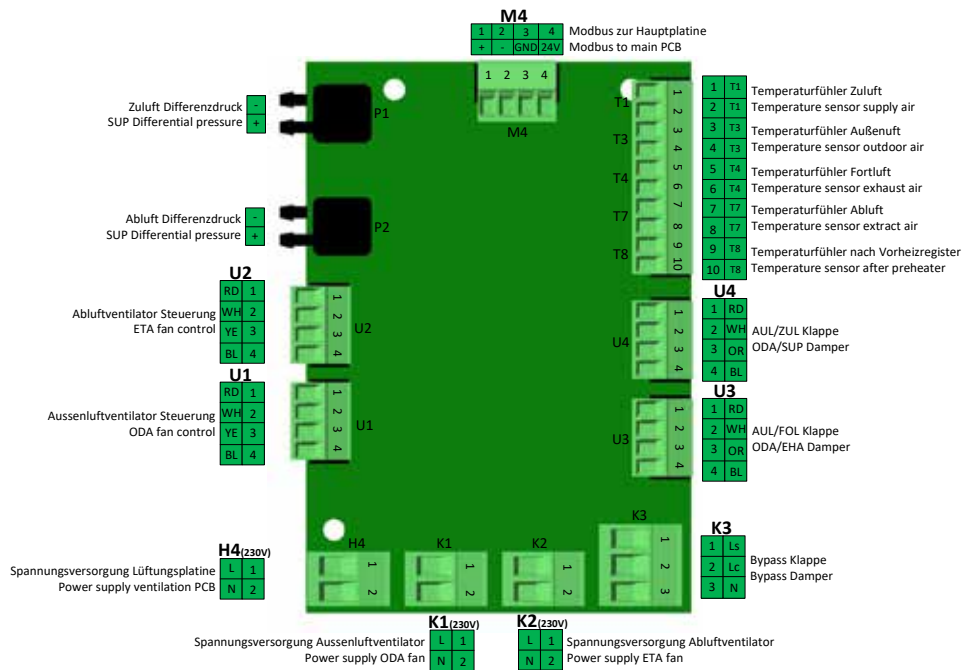 M4
1 2 3 4 Modbus zur Hauptplatine
+ - GND 24V Modbus to main PCB
1 2 3 4
M4
Zuluft Differenzdruck -
SUP Differential pressure +
P1
Abluft Differenzdruck -
SUP Differential pressure +
P2
T1 1 2
T3 3 4
T4 5 6
T7 7 8
T8 9 10
1 T1 Temperaturfühler Zuluft
2 T1 Temperature sensor supply air
3 T3 Temperaturfühler Außenuft
4 T3 Temperature sensor outdoor air
5 T4 Temperaturfühler Fortluft
6 T4 Temperature sensor exhaust air
7 T7 Temperaturfühler Abluft
8 T7 Temperature sensor extract air
9 T8 Temperaturfühler nach Vorheizregister
10 T8 Temperature sensor after preheater
U2
RD 1
WH 2
YE 3
BL 4
Abluftventilator Steuerung
ETA fan control
1 2 3 4
U2
U1
RD 1
WH 2
YE 3
BL 4
Aussenluftventilator Steuerung
ODA fan control
1 2 3 4
U1
U4
1 2 3 4
U4
1 RD
2 WH
3 OR
4 BL
AUL/ZUL Klappe
ODA/SUP Damper
U3
1 2 3 4
U3
1 RD
2 WH
3 OR
4 BL
AUL/FOL Klappe
ODA/EHA Damper
H4 K1 K2 K3
1 2
1 2
1 2
1 2 3
H4(230V)
Spannungsversorgung Lüftungsplatine L 1
Power supply ventilation PCB N 2
K3
1 Ls
2 Lc
3 N
Bypass Klappe
Bypass Damper
K1(230V)
Spannungsversorgung Aussenluftventilator L 1
Power supply ODA fan N 2
K2(230V)
L 1 Spannungsversorgung Abluftventilator
N 2 Power supply ETA fan